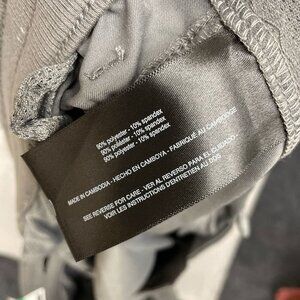 90% polyester - 10% spandex
90% poliéster - 10% spandex
90% polyester - 10% spandex
MADE IN CAMBODIA - HECHO EN CAMBOYA - FABRIQUÉ AU CAMBODGE
SEE REVERSE FOR CARE - VER AL REVERSO PARA EL CUIDADO
VOIR LES INSTRUCTIONS D'ENTRETIEN AU DOS